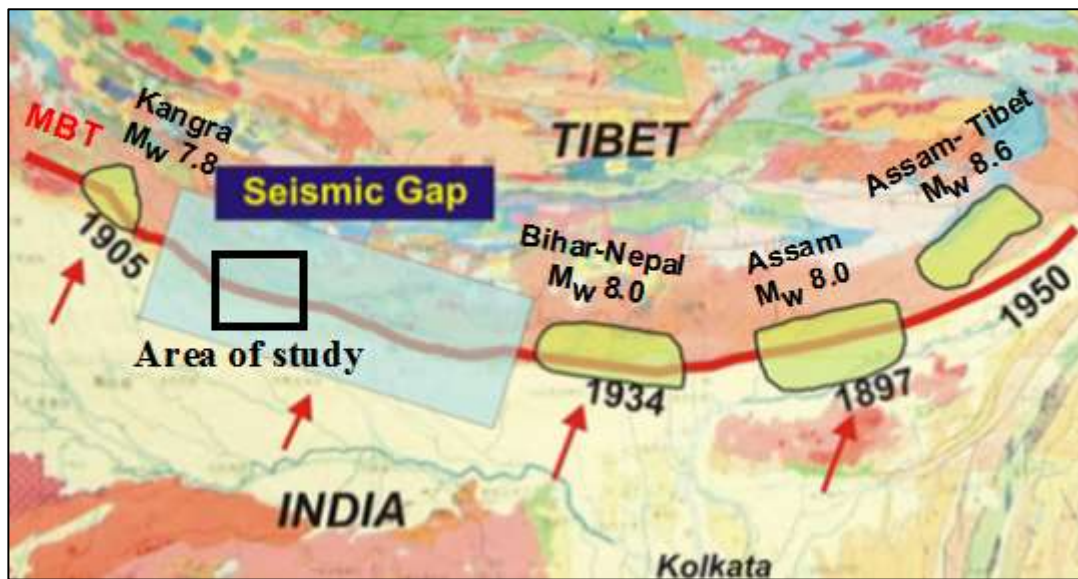 MBT
Kangra
Mw 7.8
1905
Seismic Gap
TIBET
Area of study
Bihar-Nepal
Mw 8.0
1934
Assam
Mw 8.0
1897
Assam- Tibet
Mw 8.6
1950
INDIA
Kolkata